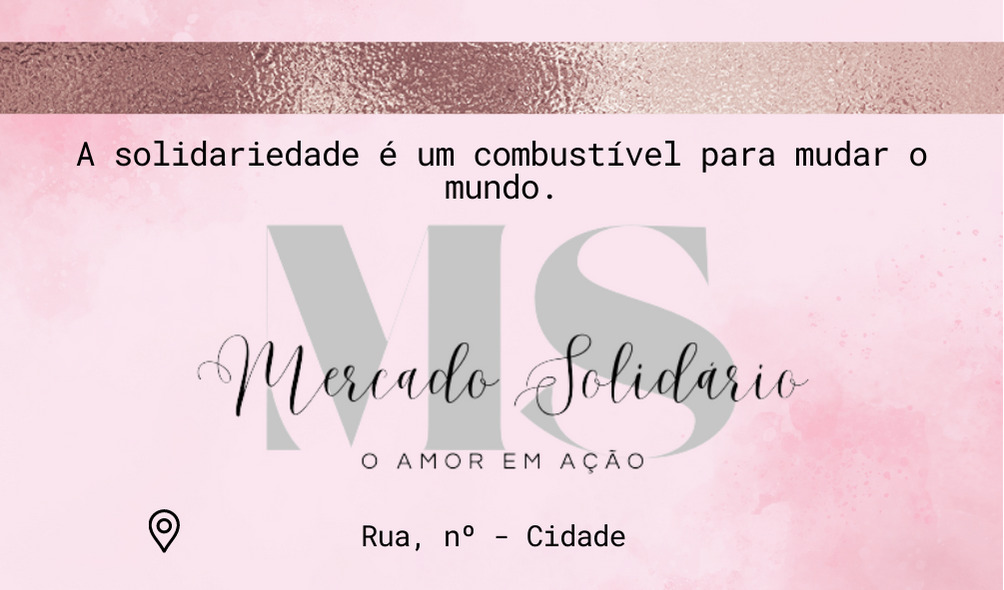 A solidariedade é um combustível para mudar o
mundo.
MS
Mercado Solidário
O AMOR EM AÇÃO
Rua, nº - Cidade